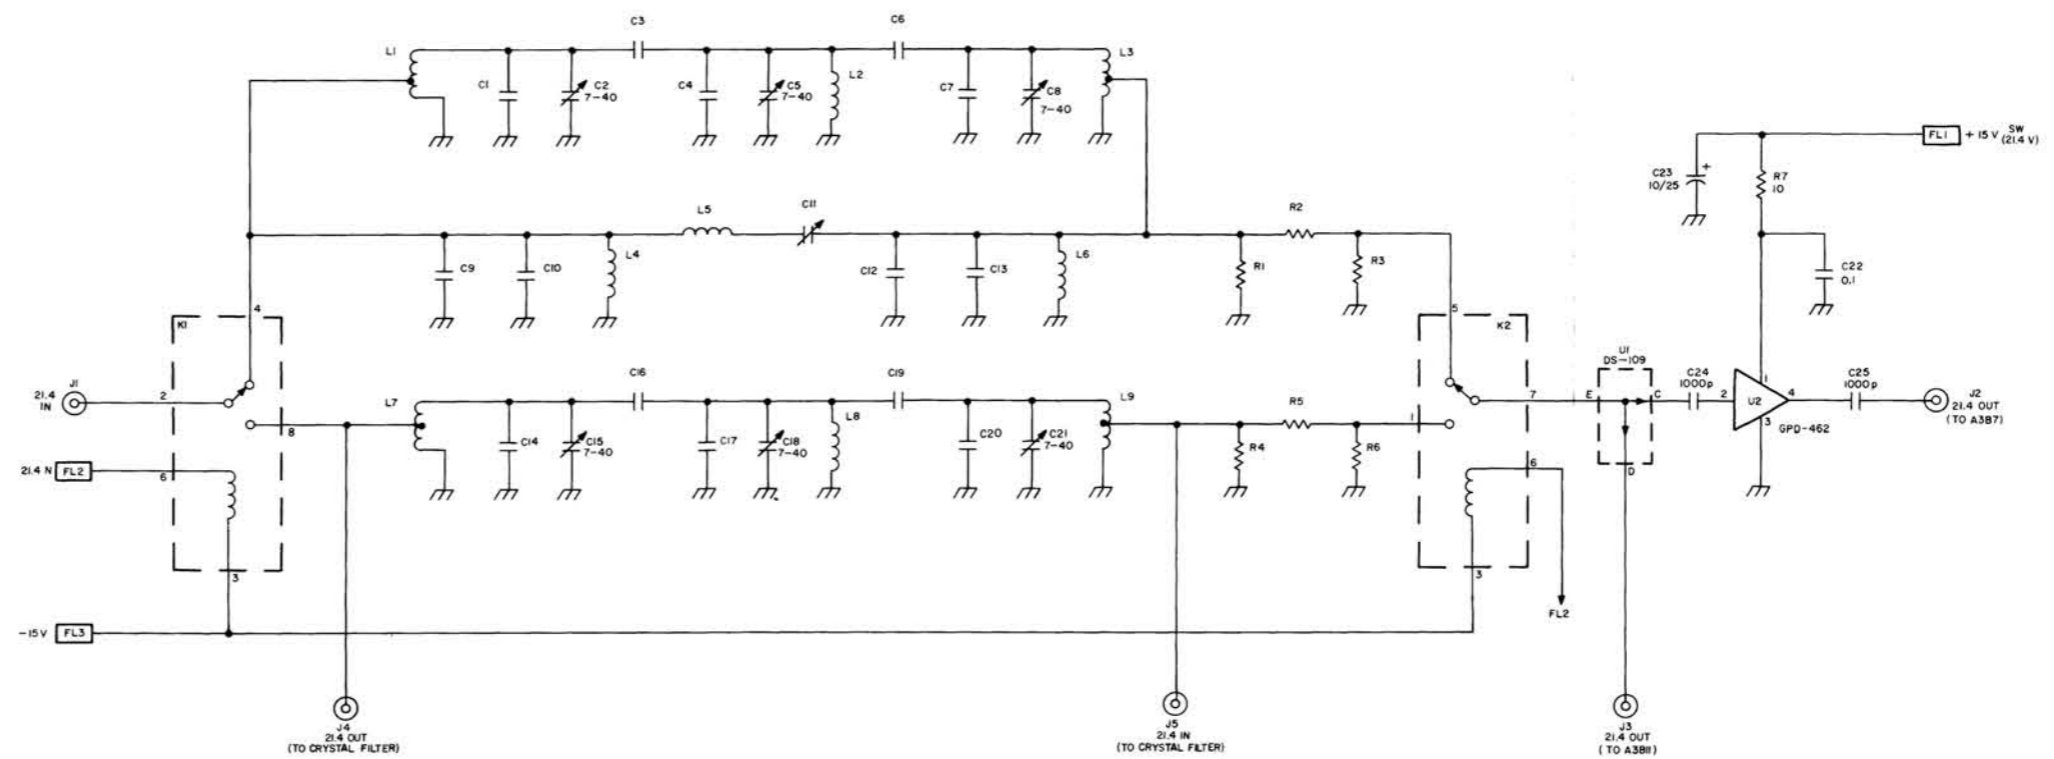 C3
C6
L1
C1
C2
7-40
C4
C5
7-40
L2
C7
C8
7-40
L3
FL1
+15V SW
(21.4 V)
C23
10/25
+
R7
10
L5
C11
R2
C9
C10
L4
C12
C13
L6
R1
R3
C22
0.1
K1
4
5
K2
U1
DS-109
J1
21.4
IN
2
8
L7
C16
C19
L9
R5
1
7
E
C
D
C24
1000p
2
1
U2
4
3
GPD-462
C25
1000p
J2
21.4 OUT
(TO A3B7)
C14
C15
7-40
C17
C18
7-40
L8
C20
C21
7-40
R4
R6
21.4 N
FL2
6
6
3
3
FL2
-15V
FL3
J4
21.4 OUT
(TO CRYSTAL FILTER)
J5
21.4 IN
(TO CRYSTAL FILTER)
J3
21.4 OUT
(TO A3B11)